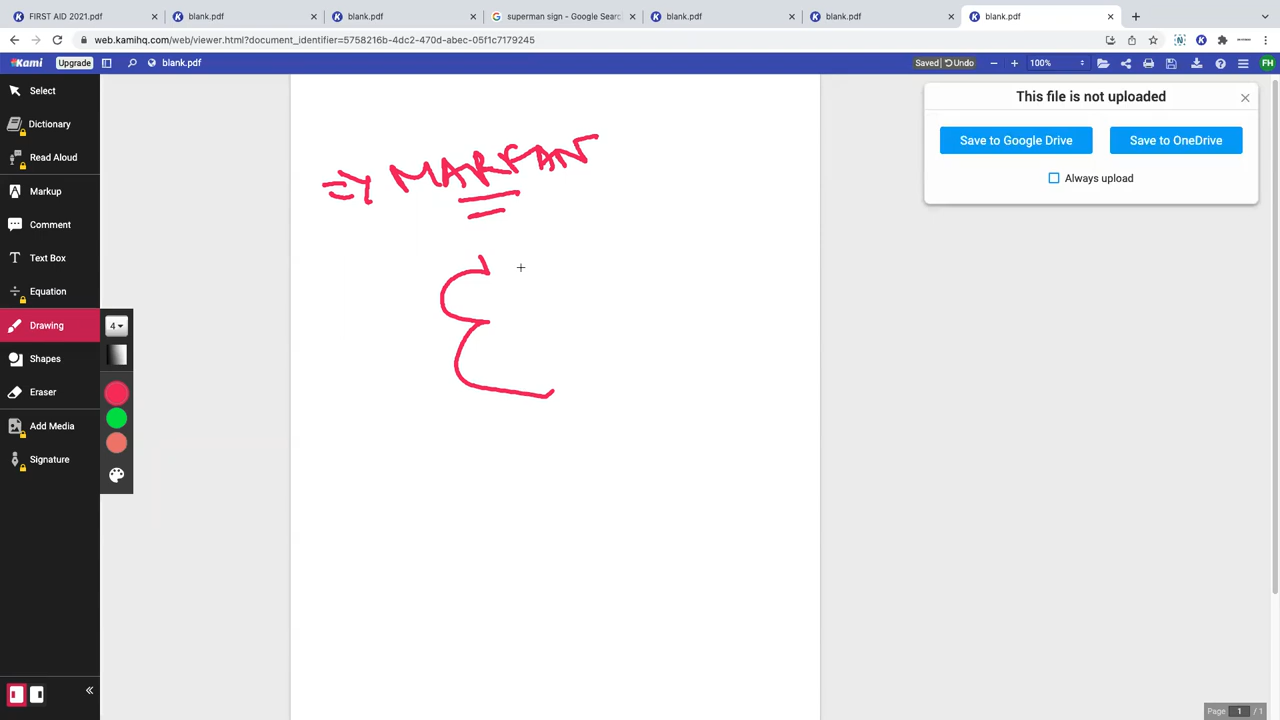 FIRST AID 2021.pdf
blank.pdf
blank.pdf
superman sign - Google Searc
blank.pdf
blank.pdf
blank.pdf
web.kamihq.com/web/viewer.html?document_identifier=5758216b-4dc2-470d-abec-05f1c7179245
Kami Upgrade blank.pdf Saved Undo 100% FH
Select
Dictionary
Read Aloud
Markup
Comment
Text Box
Equation
Drawing
Shapes
Eraser
Add Media
Signature
4
This file is not uploaded
Save to Google Drive Save to OneDrive
Always upload
⇒ MARFAN
Page 1 / 1